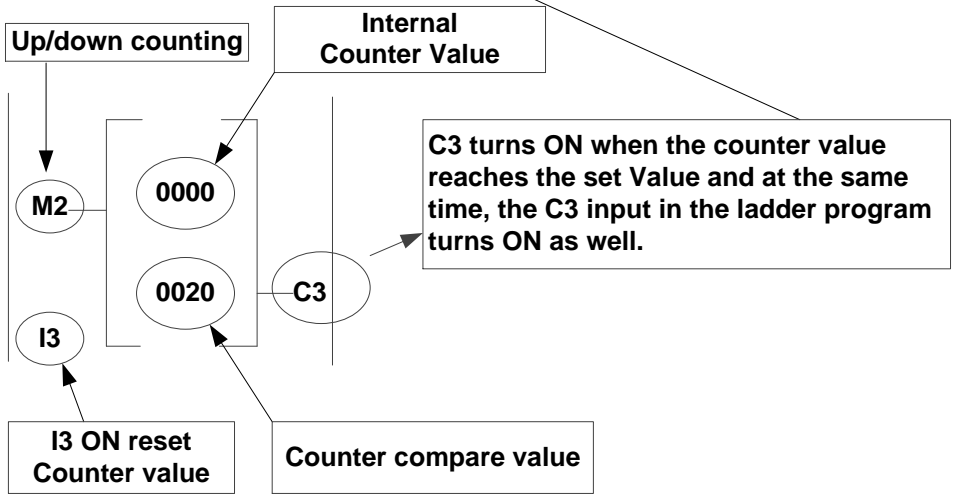 Up/down counting
Internal
Counter Value
M2
0000
C3 turns ON when the counter value
reaches the set Value and at the same
time, the C3 input in the ladder program
turns ON as well.
0020
C3
I3
I3 ON reset
Counter value
Counter compare value